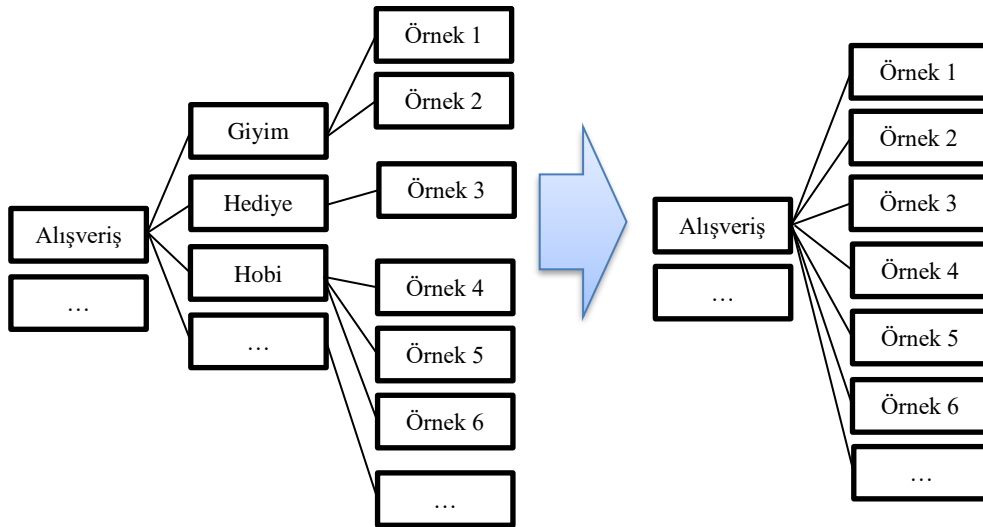 Alışveriş
…
Giyim
Hediye
Hobi
…
Örnek 1
Örnek 2
Örnek 3
Örnek 4
Örnek 5
Örnek 6
…
Alışveriş
…
Örnek 1
Örnek 2
Örnek 3
Örnek 4
Örnek 5
Örnek 6
…